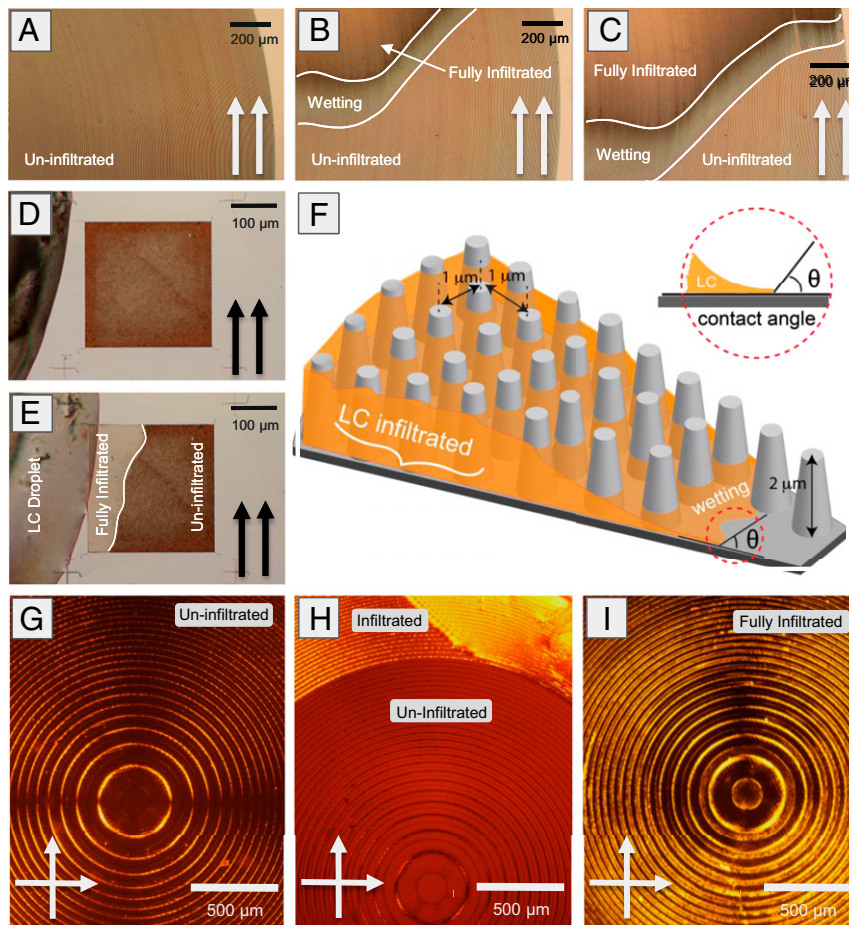 A
200 µm
Un-infiltrated
B
200 µm
Fully Infiltrated
Wetting
Un-infiltrated
C
200 µm
200 µm
Fully Infiltrated
Wetting
Un-infiltrated
D
100 µm
E
100 µm
LC Droplet
Fully Infiltrated
Un-infiltrated
F
1 µm
1 µm
LC
θ
contact angle
LC infiltrated
wetting
2 µm
θ
G
Un-infiltrated
500 µm
H
Infiltrated
Un-Infiltrated
500 µm
I
Fully Infiltrated
500 µm